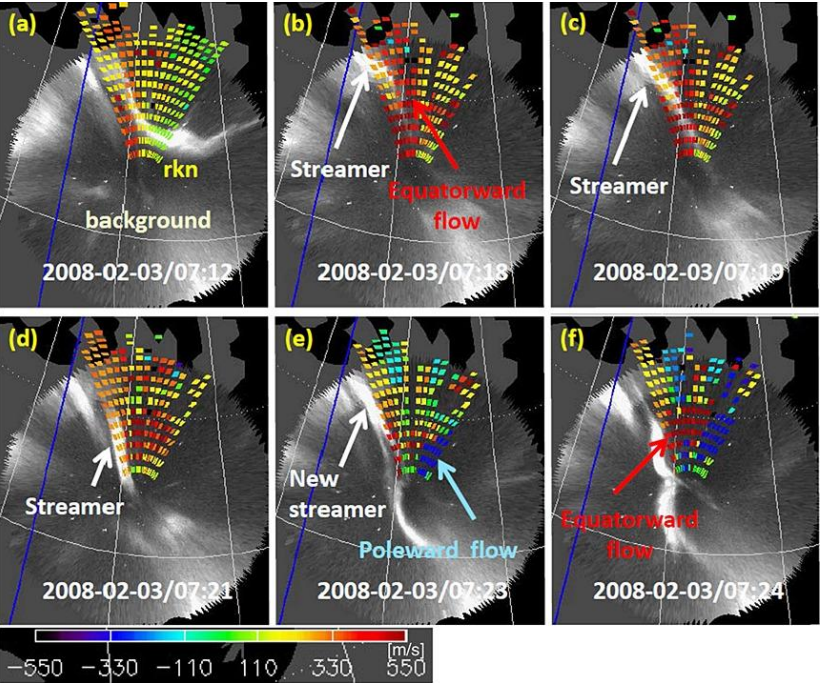 (a)
rkn
background
2008-02-03/07:12
(b)
Streamer
Equatorward
flow
2008-02-03/07:18
(c)
Streamer
2008-02-03/07:19
(d)
Streamer
2008-02-03/07:21
(e)
New
streamer
Poleward flow
2008-02-03/07:23
(f)
Equatorward
flow
2008-02-03/07:24
[m/s]
−550 −330 −110 110 330 550